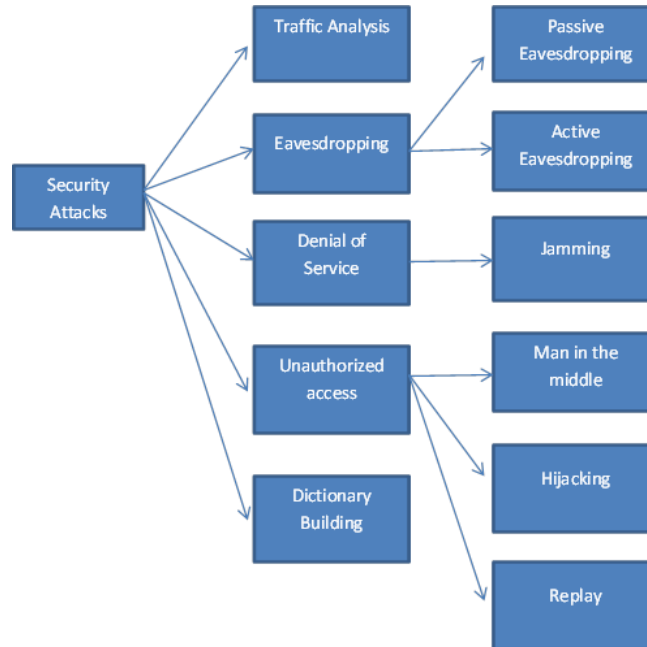 Traffic Analysis
Passive
Eavesdropping
Eavesdropping
Active
Eavesdropping
Security
Attacks
Denial of
Service
Jamming
Unauthorized
access
Man in the
middle
Dictionary
Building
Hijacking
Replay